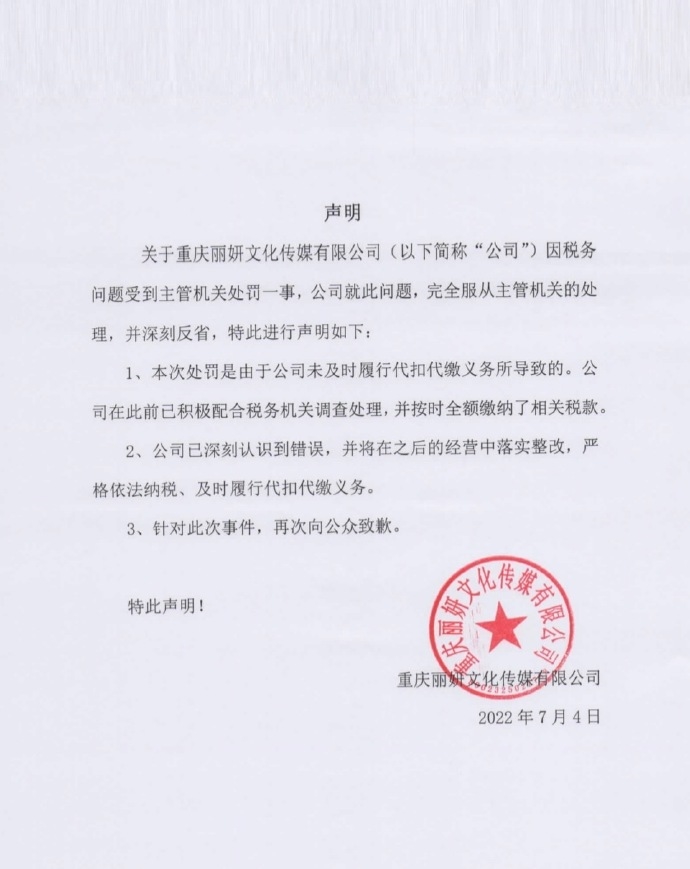 声明
关于重庆丽妍文化传媒有限公司（以下简称“公司”）因税务
问题受到主管机关处罚一事，公司就此问题，完全服从主管机关的处
理，并深刻反省，特此进行声明如下：
1、本次处罚是由于公司未及时履行代扣代缴义务所导致的。公
司在此前已积极配合税务机关调查处理，并按时全额缴纳了相关税款。
2、公司已深刻认识到错误，并将在之后的经营中落实整改，严
格依法纳税、及时履行代扣代缴义务。
3、针对此次事件，再次向公众致歉。
特此声明！
重庆丽妍文化传媒有限公司
重庆丽妍文化传媒有限公司
2022年7月4日